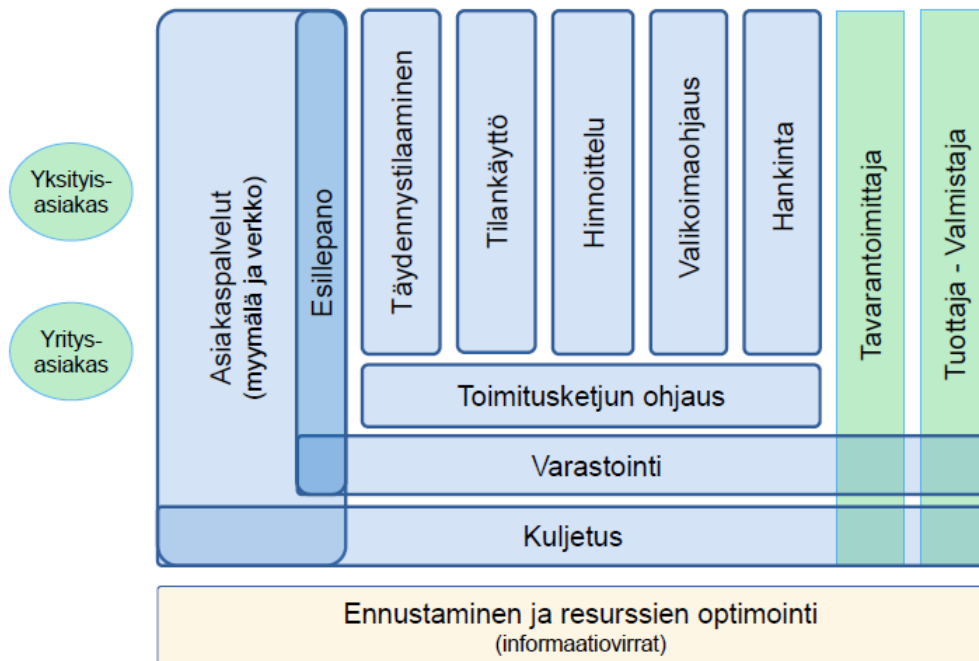 Yksityis-
asiakas
Yritys-
asiakas
Asiakaspalvelut
(myymälä ja verkko)
Esillepano
Täydennystilaaminen
Tilankäyttö
Hinnoittelu
Valikoimaohjaus
Hankinta
Tavarantoimittaja
Tuottaja - Valmistaja
Toimitusketjun ohjaus
Varastointi
Kuljetus
Ennustaminen ja resurssien optimointi
(informaatiovirrat)